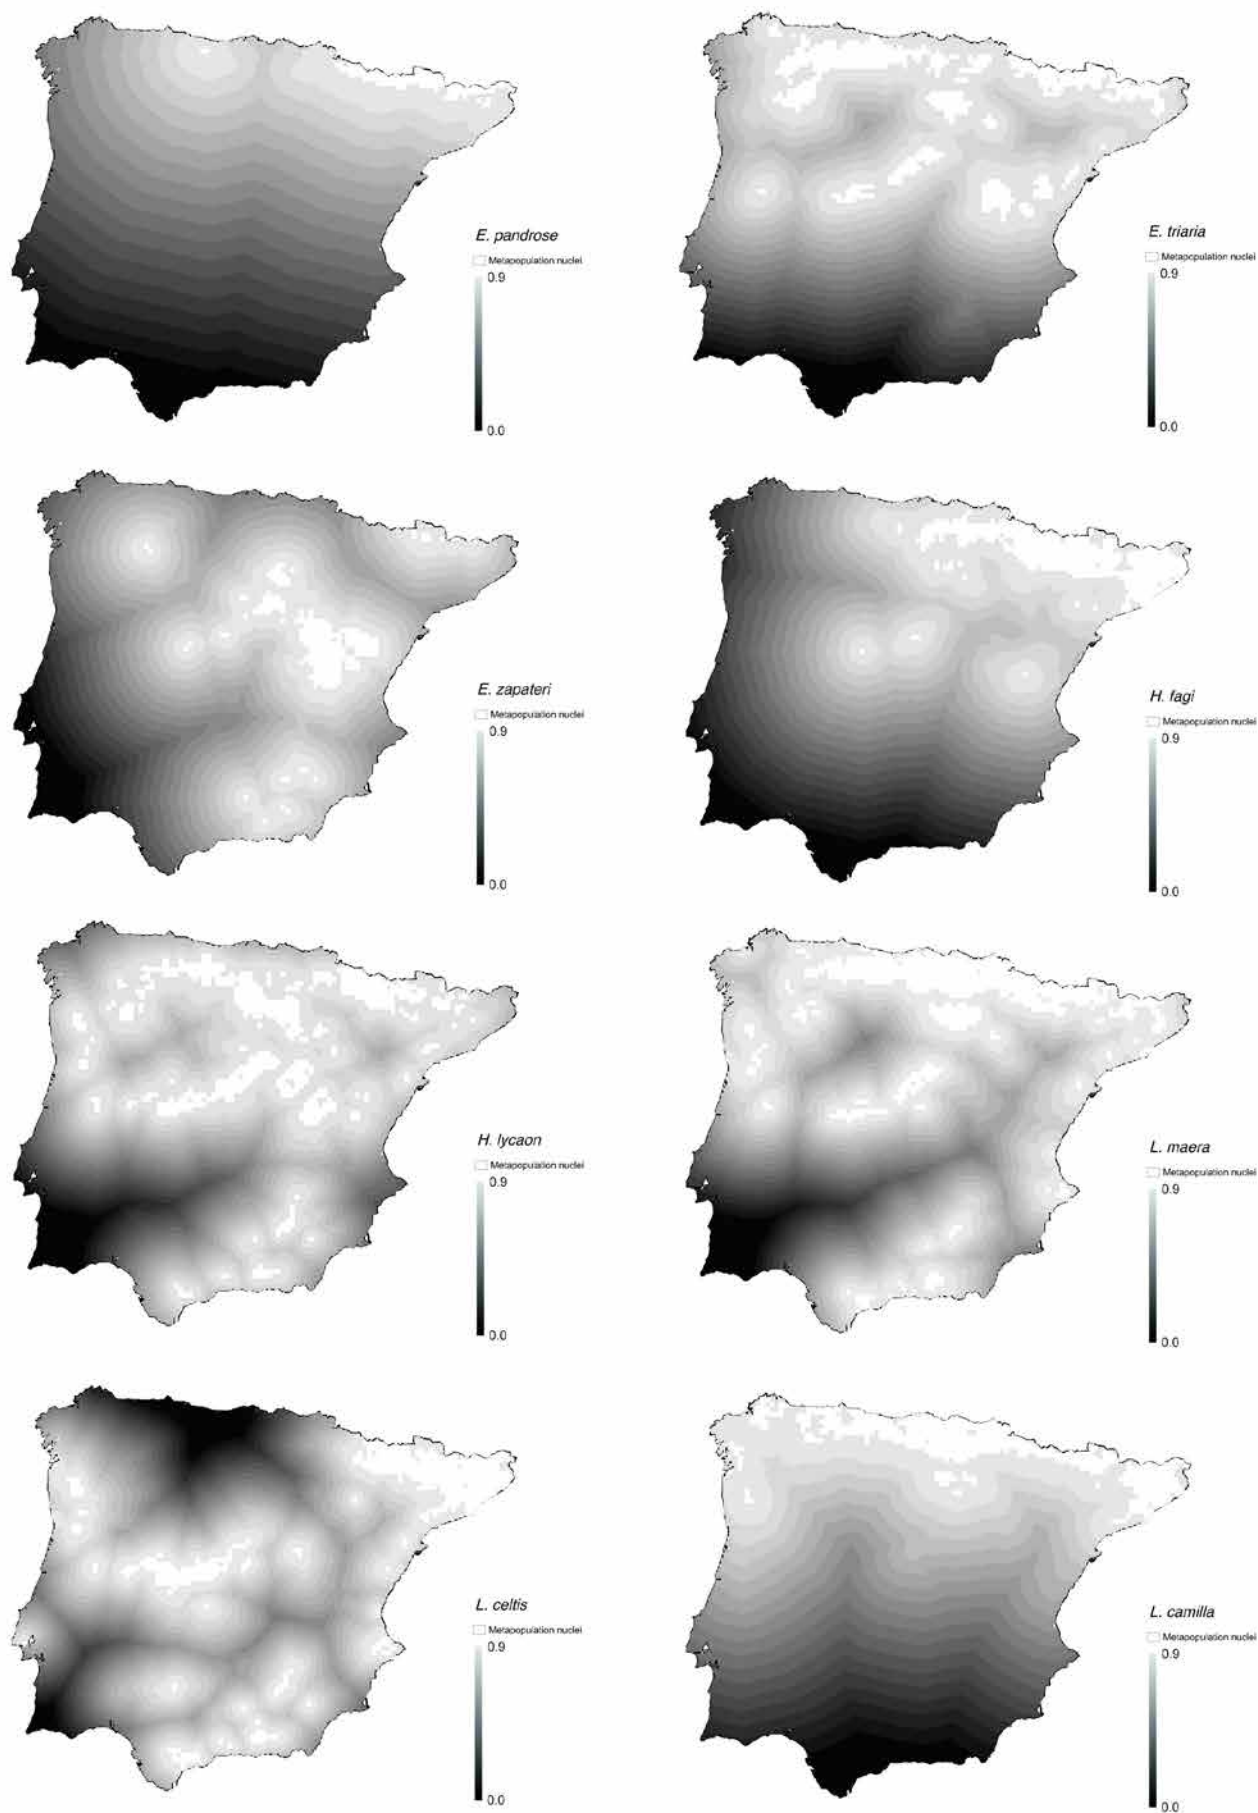 E. pandrose
Metapopulation nuclei
0.9
0.0
E. triaria
Metapopulation nuclei
0.9
0.0
E. zapateri
Metapopulation nuclei
0.9
0.0
H. fagi
Metapopulation nuclei
0.9
0.0
H. lycaon
Metapopulation nuclei
0.9
0.0
L. maera
Metapopulation nuclei
0.9
0.0
L. celtis
Metapopulation nuclei
0.9
0.0
L. camilla
Metapopulation nuclei
0.9
0.0